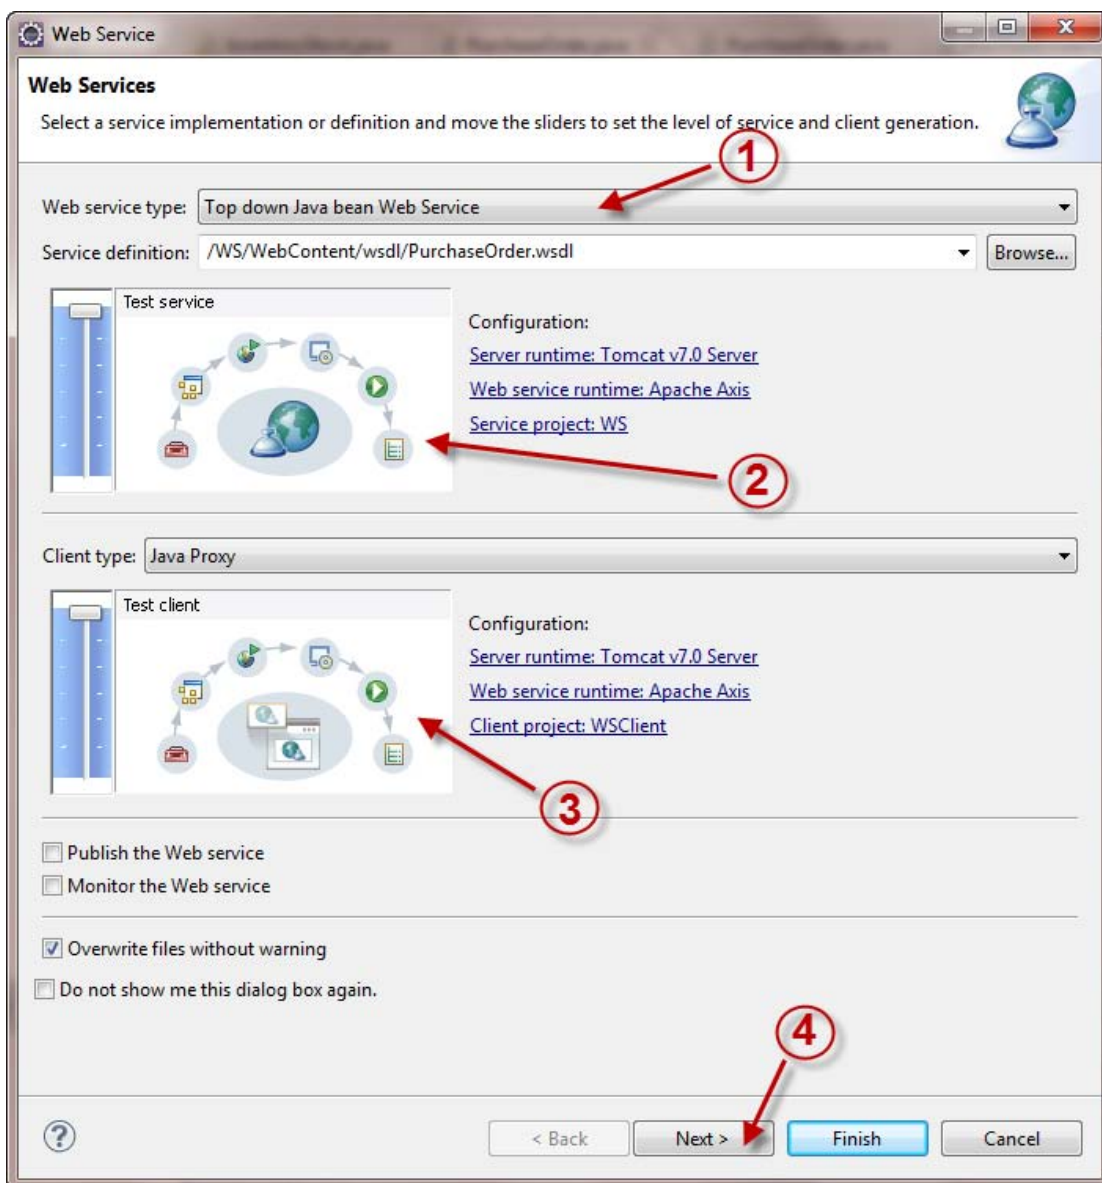 Web Service
Web Services
Select a service implementation or definition and move the sliders to set the level of service and client generation.
1
Web service type: Top down Java bean Web Service
Service definition: /WS/WebContent/wsdl/PurchaseOrder.wsdl Browse...
Test service
Configuration:
Server runtime: Tomcat v7.0 Server
Web service runtime: Apache Axis
Service project: WS
2
Client type: Java Proxy
Test client
Configuration:
Server runtime: Tomcat v7.0 Server
Web service runtime: Apache Axis
Client project: WSClient
3
Publish the Web service
Monitor the Web service
Overwrite files without warning
Do not show me this dialog box again.
4
? < Back Next > Finish Cancel